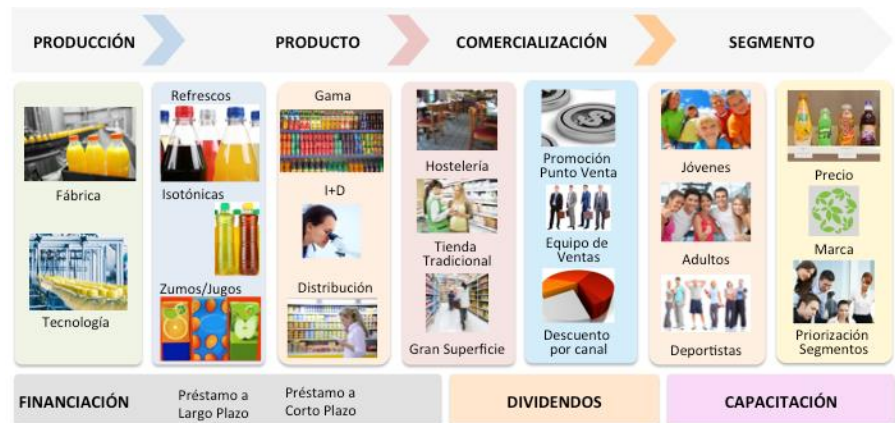 PRODUCCIÓN
PRODUCTO
COMERCIALIZACIÓN
SEGMENTO
Fábrica
Tecnología
Refrescos
Isotónicas
Zumos/Jugos
Gama
I+D
Distribución
Hostelería
Tienda
Tradicional
Gran Superficie
Promoción
Punto Venta
Equipo de
Ventas
Descuento
por canal
Jóvenes
Adultos
Deportistas
Precio
Marca
Priorización
Segmentos
FINANCIACIÓN
Préstamo a
Largo Plazo
Préstamo a
Corto Plazo
DIVIDENDOS
CAPACITACIÓN